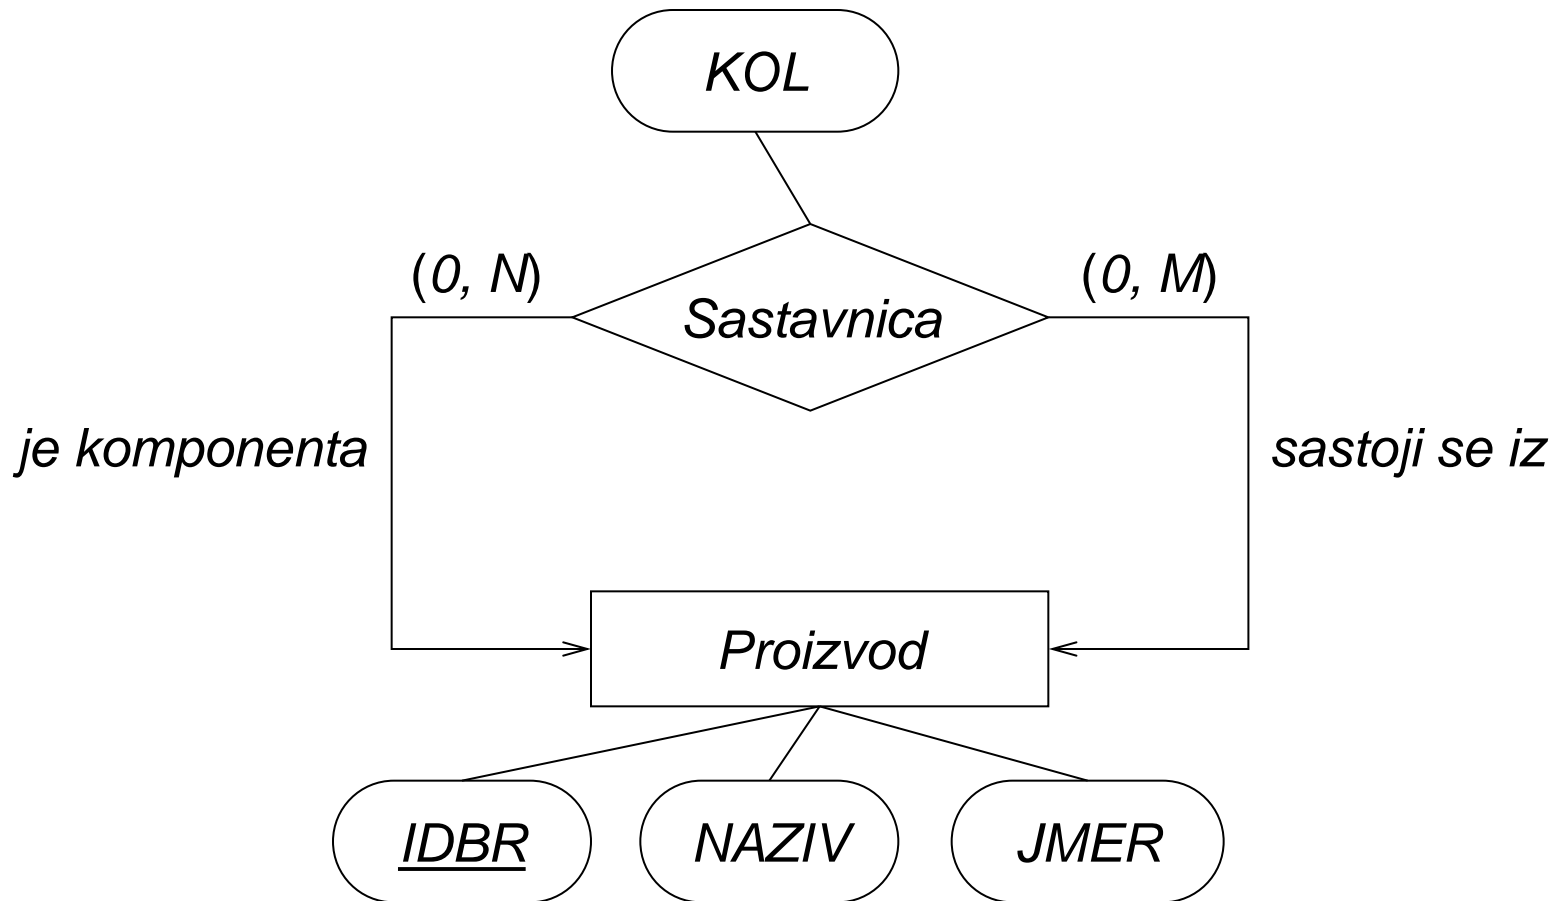 KOL
(0, N)
(0, M)
Sastavnica
je komponenta
sastoji se iz
Proizvod
IDBR
NAZIV
JMER